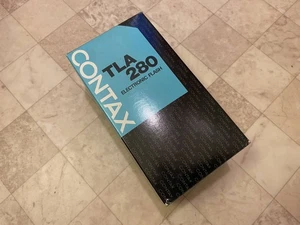 CONTAX
TLA
280
ELECTRONIC FLASH